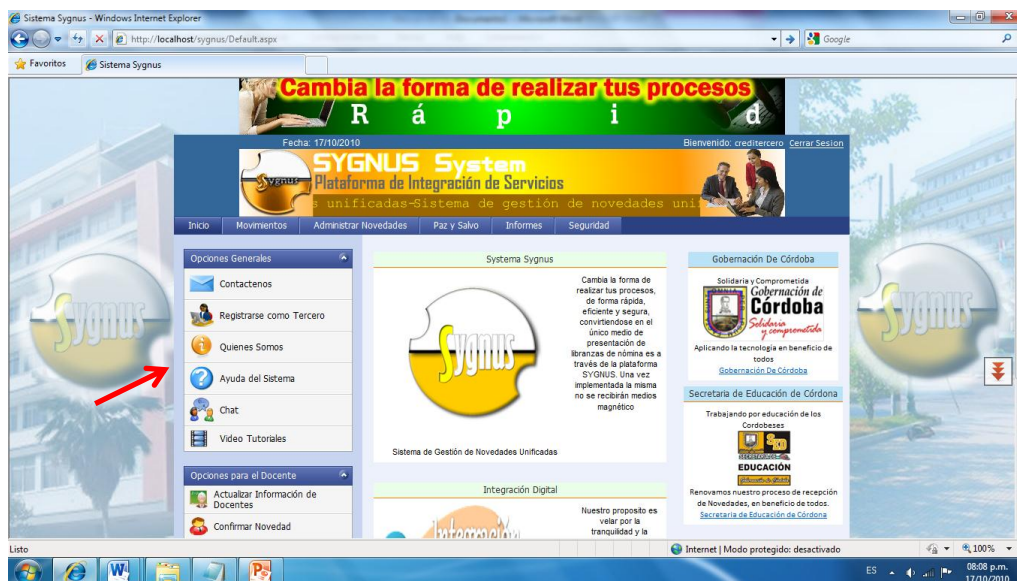 Sistema Sygnus - Windows Internet Explorer
http://localhost/sygnus/Default.aspx
Google
Favoritos
Sistema Sygnus
Cambia la forma de realizar tus procesos
R á p i d
Fecha: 17/10/2010
Bienvenido: creditercero Cerrar Sesion
Sygnus
SYGNUS System
Plataforma de Integración de Servicios
s unificadas-Sistema de gestión de novedades uni
Inicio
Movimientos
Administrar Novedades
Paz y Salvo
Informes
Seguridad
Opciones Generales
Contactenos
Registrarse como Tercero
Quienes Somos
Ayuda del Sistema
Chat
Video Tutoriales
Opciones para el Docente
Actualizar Información de
Docentes
Confirmar Novedad
Systema Sygnus
Sygnus
Cambia la forma de
realizar tus procesos,
de forma rápida,
eficiente y segura,
convirtiendose en el
único medio de
presentación de
libranzas de nómina es a
través de la plataforma
SYGNUS. Una vez
implementada la misma
no se recibirán medios
magnético
Sistema de Gestión de Novedades Unificadas
Integración Digital
Integración
Nuestro proposito es
velar por la
tranquilidad y la
Gobernación De Córdoba
Solidaria y Comprometida
Gobernación de
Córdoba
Solidaria
y comprometida
Aplicando la tecnología en beneficio de
todos
Gobernación De Córdoba
Secretaria de Educación de Córdona
Trabajando por educación de los
Cordobeses
EDUCACIÓN
Renovamos nuestro proceso de recepción
de Novedades, en beneficio de todos.
Secretaria de Educación de Córdona
Sygnus
Sygnus
Listo
Internet | Modo protegido: desactivado
100%
ES
08:08 p.m.
17/10/2010